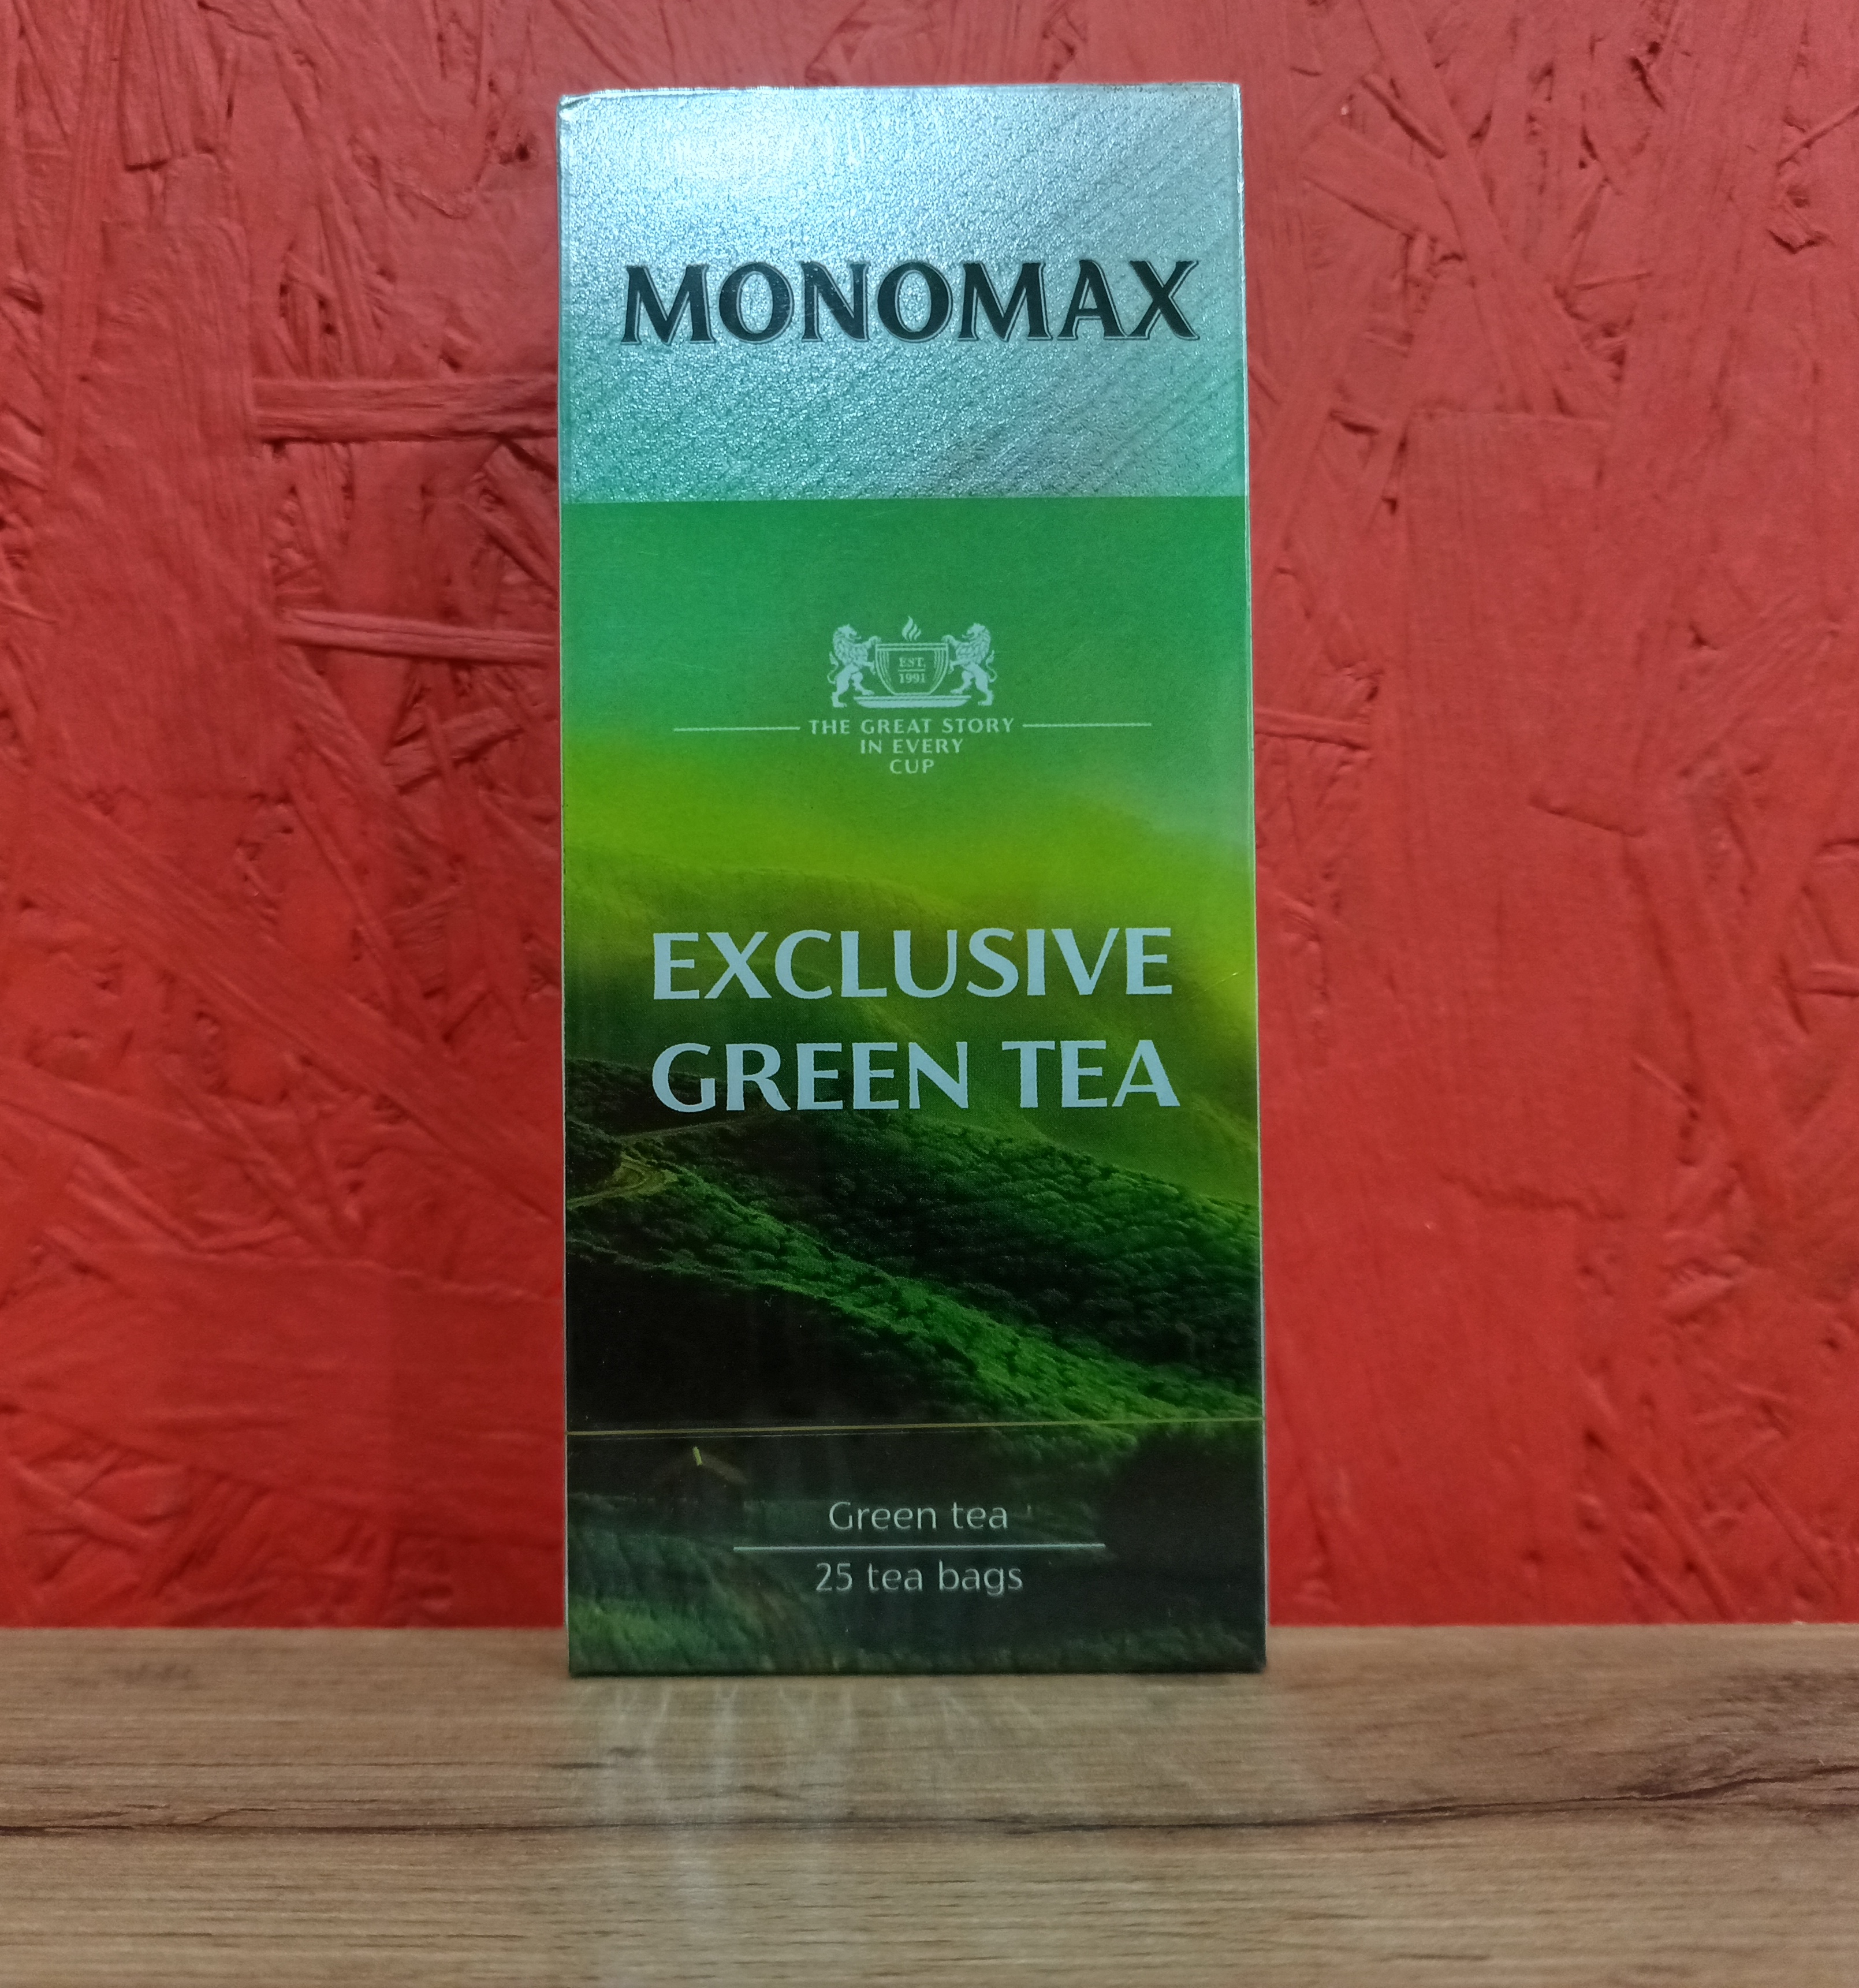 MONOMAX
EST.
1991
THE GREAT STORY
IN EVERY
CUP
EXCLUSIVE
GREEN TEA
Green tea
25 tea bags